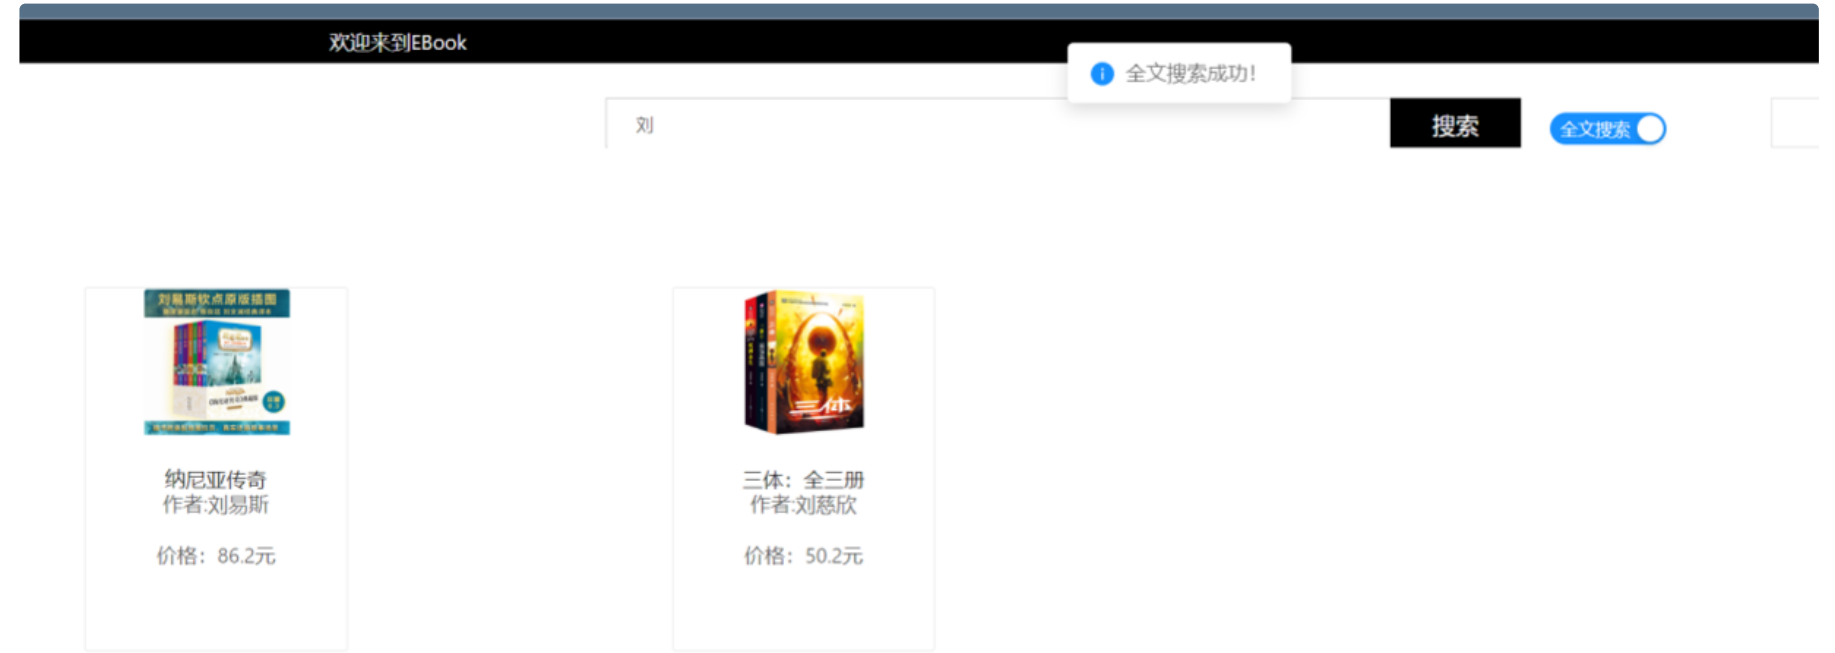 欢迎来到EBook
全文搜索成功!
刘
搜索
全文搜索
刘易斯钦点原版插图
三体
纳尼亚传奇
作者:刘易斯
价格：86.2元
三体：全三册
作者:刘慈欣
价格：50.2元